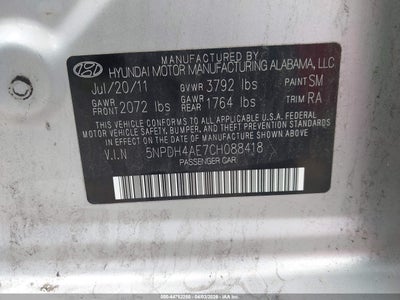 MANUFACTURED BY
HYUNDAI MOTOR MANUFACTURING ALABAMA, LLC
Jul/20/11 GVWR 3792 lbs PAINT SM
GAWR FRONT 2072 lbs GAWR REAR 1764 lbs TRIM RA
THIS VEHICLE CONFORMS TO ALL APPLICABLE U.S.A. FEDERAL
MOTOR VEHICLE SAFETY, BUMPER, AND THEFT PREVENTION STANDARDS
IN EFFECT ON THE DATE OF MANUFACTURE SHOWN ABOVE.
V.I.N 5NPDH4AE7CH088418
PASSENGER CAR